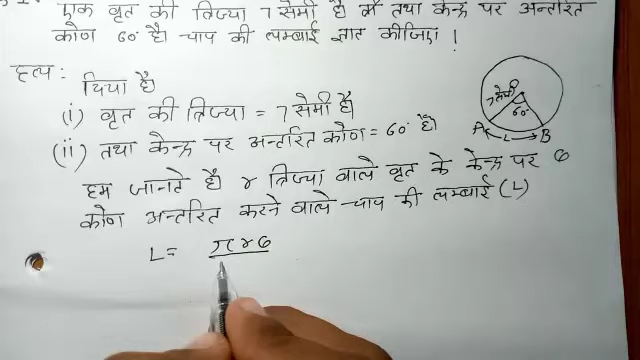 एक वृत की त्रिज्या 7 सेमी है तथा केन्द्र पर अन्तरित
कोण 60° है। चाप की लम्बाई ज्ञात कीजिए !
हल :
दिया है
(i) वृत की त्रिज्या = 7 सेमी है
(ii) तथा केन्द्र पर अन्तरित कोण = 60° है।
7 सेमी
60°
A L B
हम जानते है r त्रिज्या वाले वृत के केन्द्र पर θ
कोण अन्तरित करने वाले चाप की लम्बाई (L)
L = πrθ